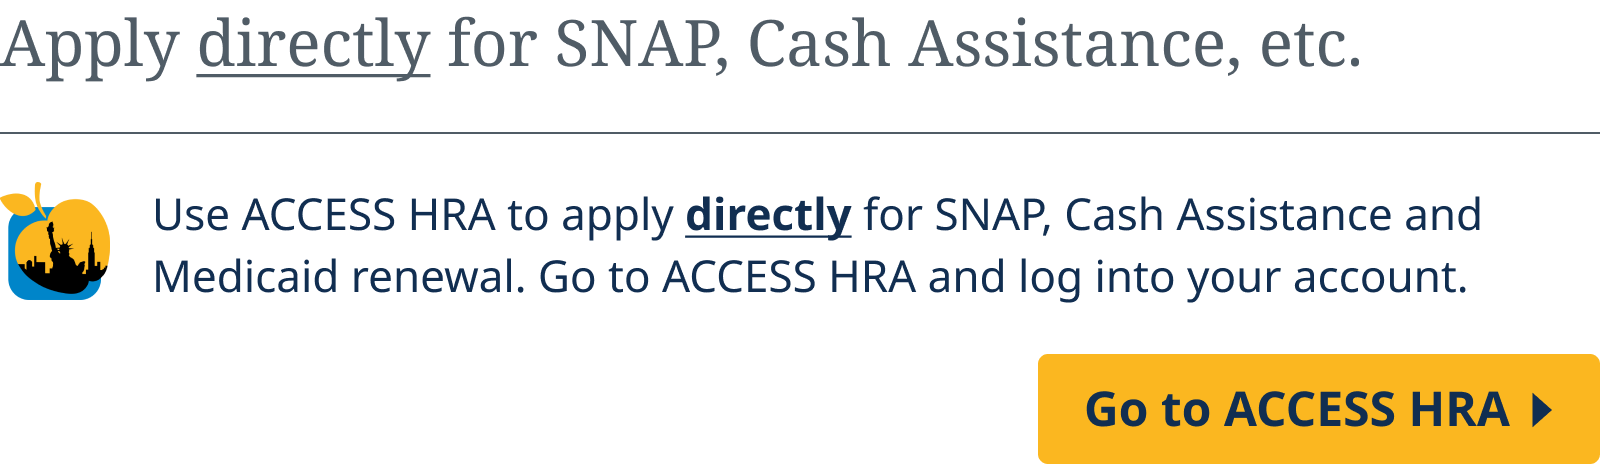 Apply directly for SNAP, Cash Assistance, etc.
Use ACCESS HRA to apply directly for SNAP, Cash Assistance and
Medicaid renewal. Go to ACCESS HRA and log into your account.
Go to ACCESS HRA